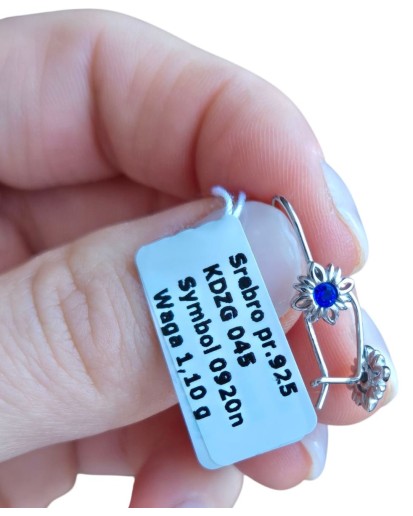 Srebro pr.925
KDZG 045
Symbol 0920n
Waga 1,10 g